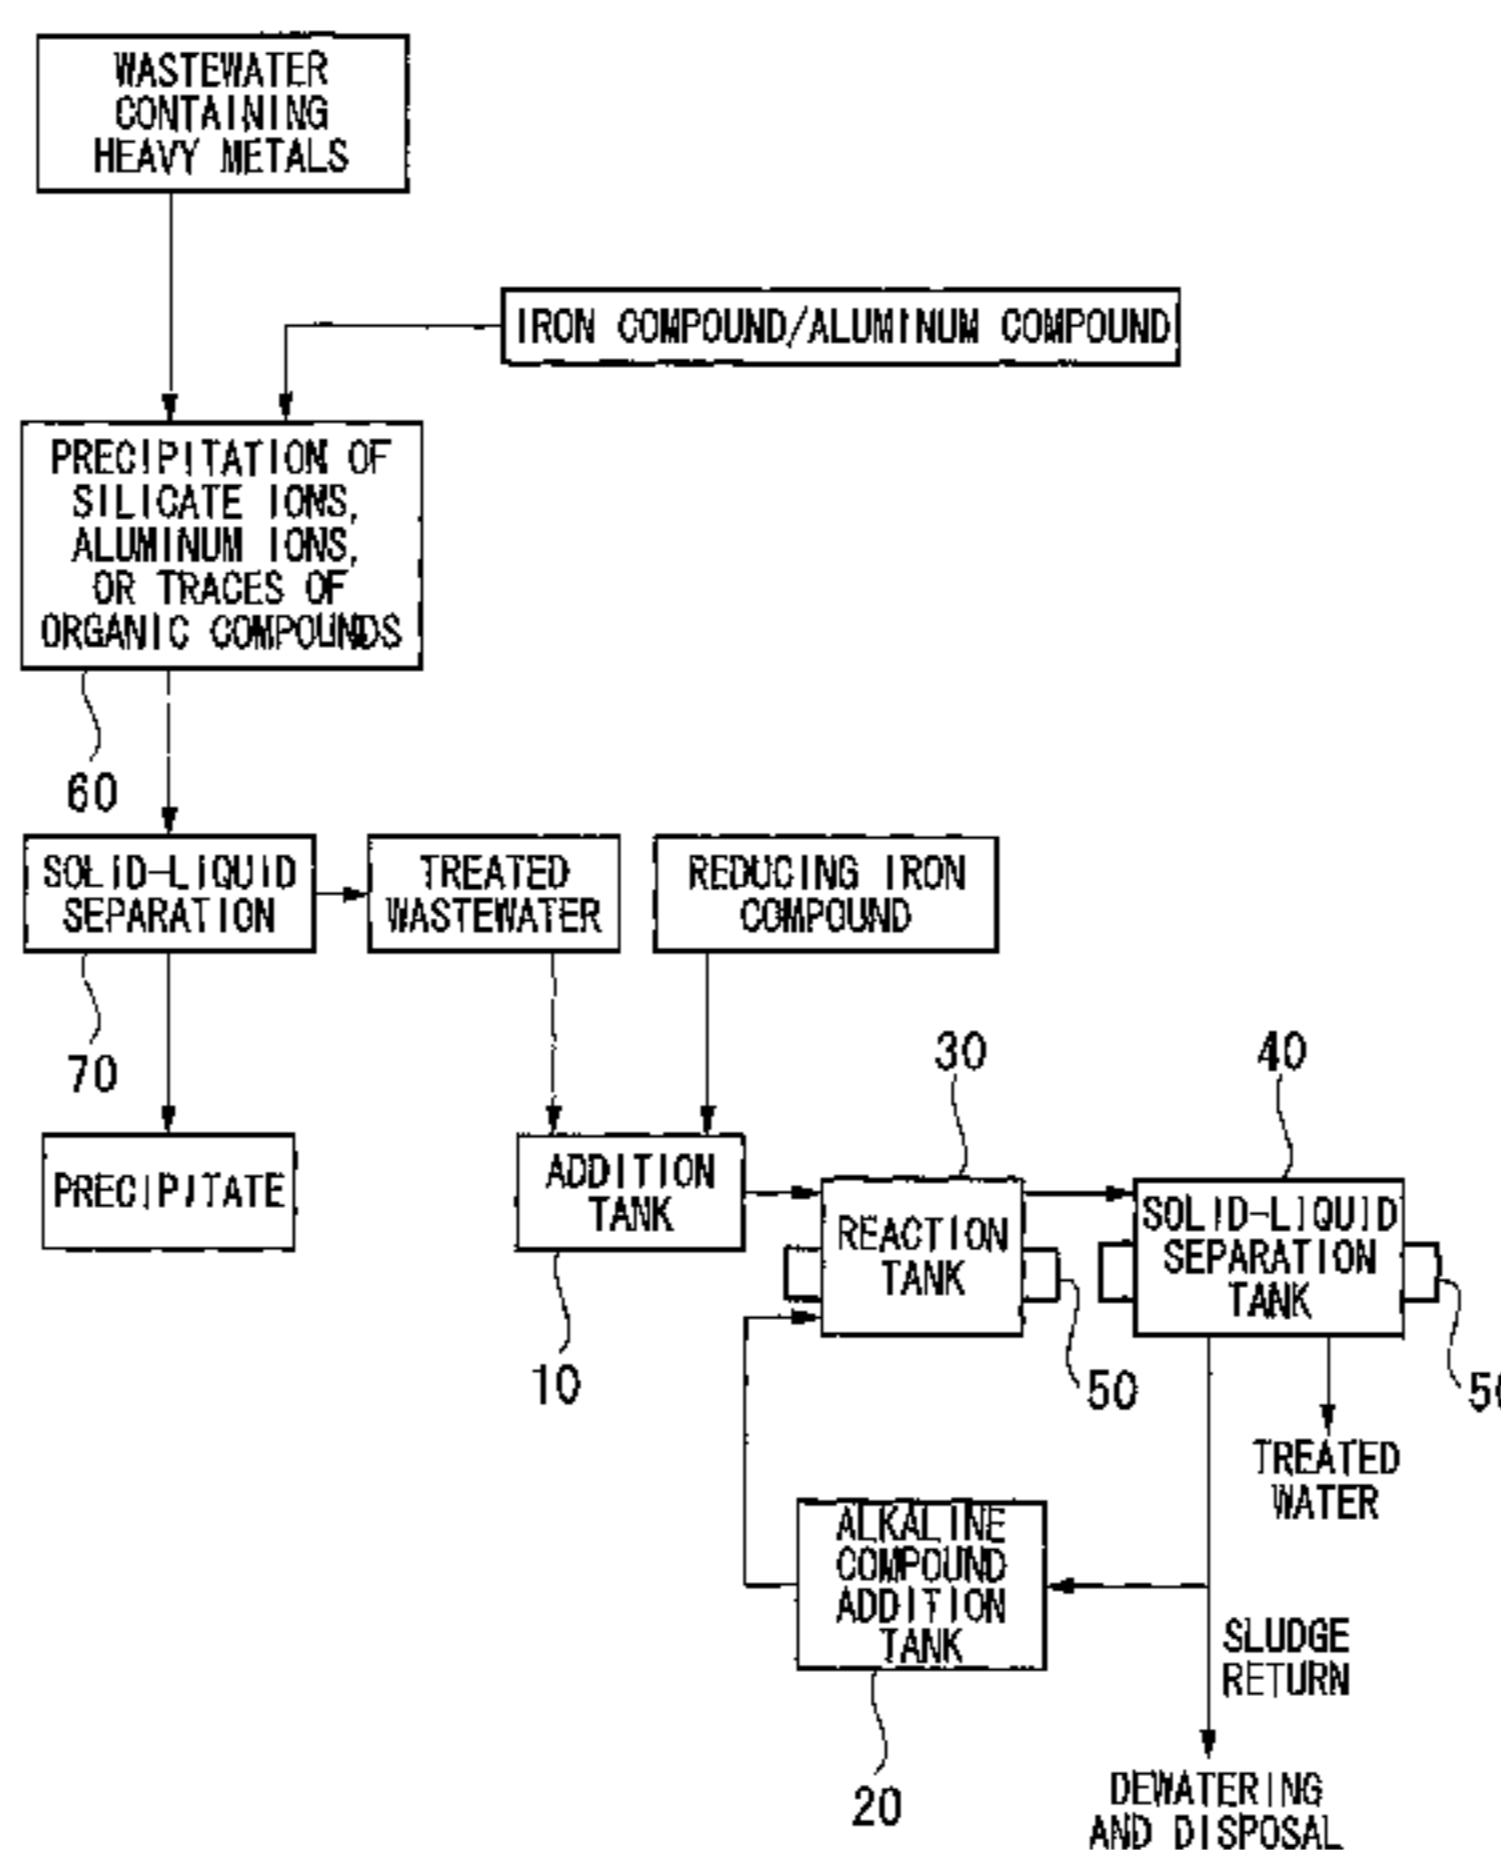 WASTEWATER
CONTAINING
HEAVY METALS
IRON COMPOUND/ALUMINUM COMPOUND
PRECIPITATION OF
SILICATE IONS,
ALUMINUM IONS,
OR TRACES OF
ORGANIC COMPOUNDS
60
SOLID-LIQUID
SEPARATION
TREATED
WASTEWATER
REDUCING IRON
COMPOUND
70
30
40
PRECIPITATE
ADDITION
TANK
REACTION
TANK
SOLID-LIQUID
SEPARATION
TANK
10
50
50
TREATED
WATER
ALKALINE
COMPOUND
ADDITION
TANK
SLUDGE
RETURN
20
DEWATERING
AND DISPOSAL